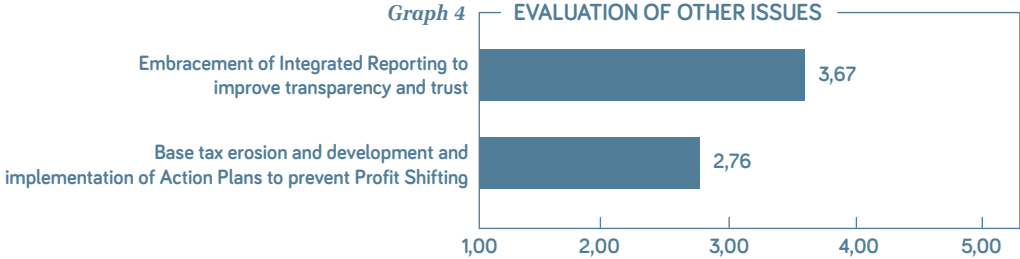 Graph 4
EVALUATION OF OTHER ISSUES
Embracement of Integrated Reporting to
improve transparency and trust
3,67
Base tax erosion and development and
implementation of Action Plans to prevent Profit Shifting
2,76
1,00 2,00 3,00 4,00 5,00